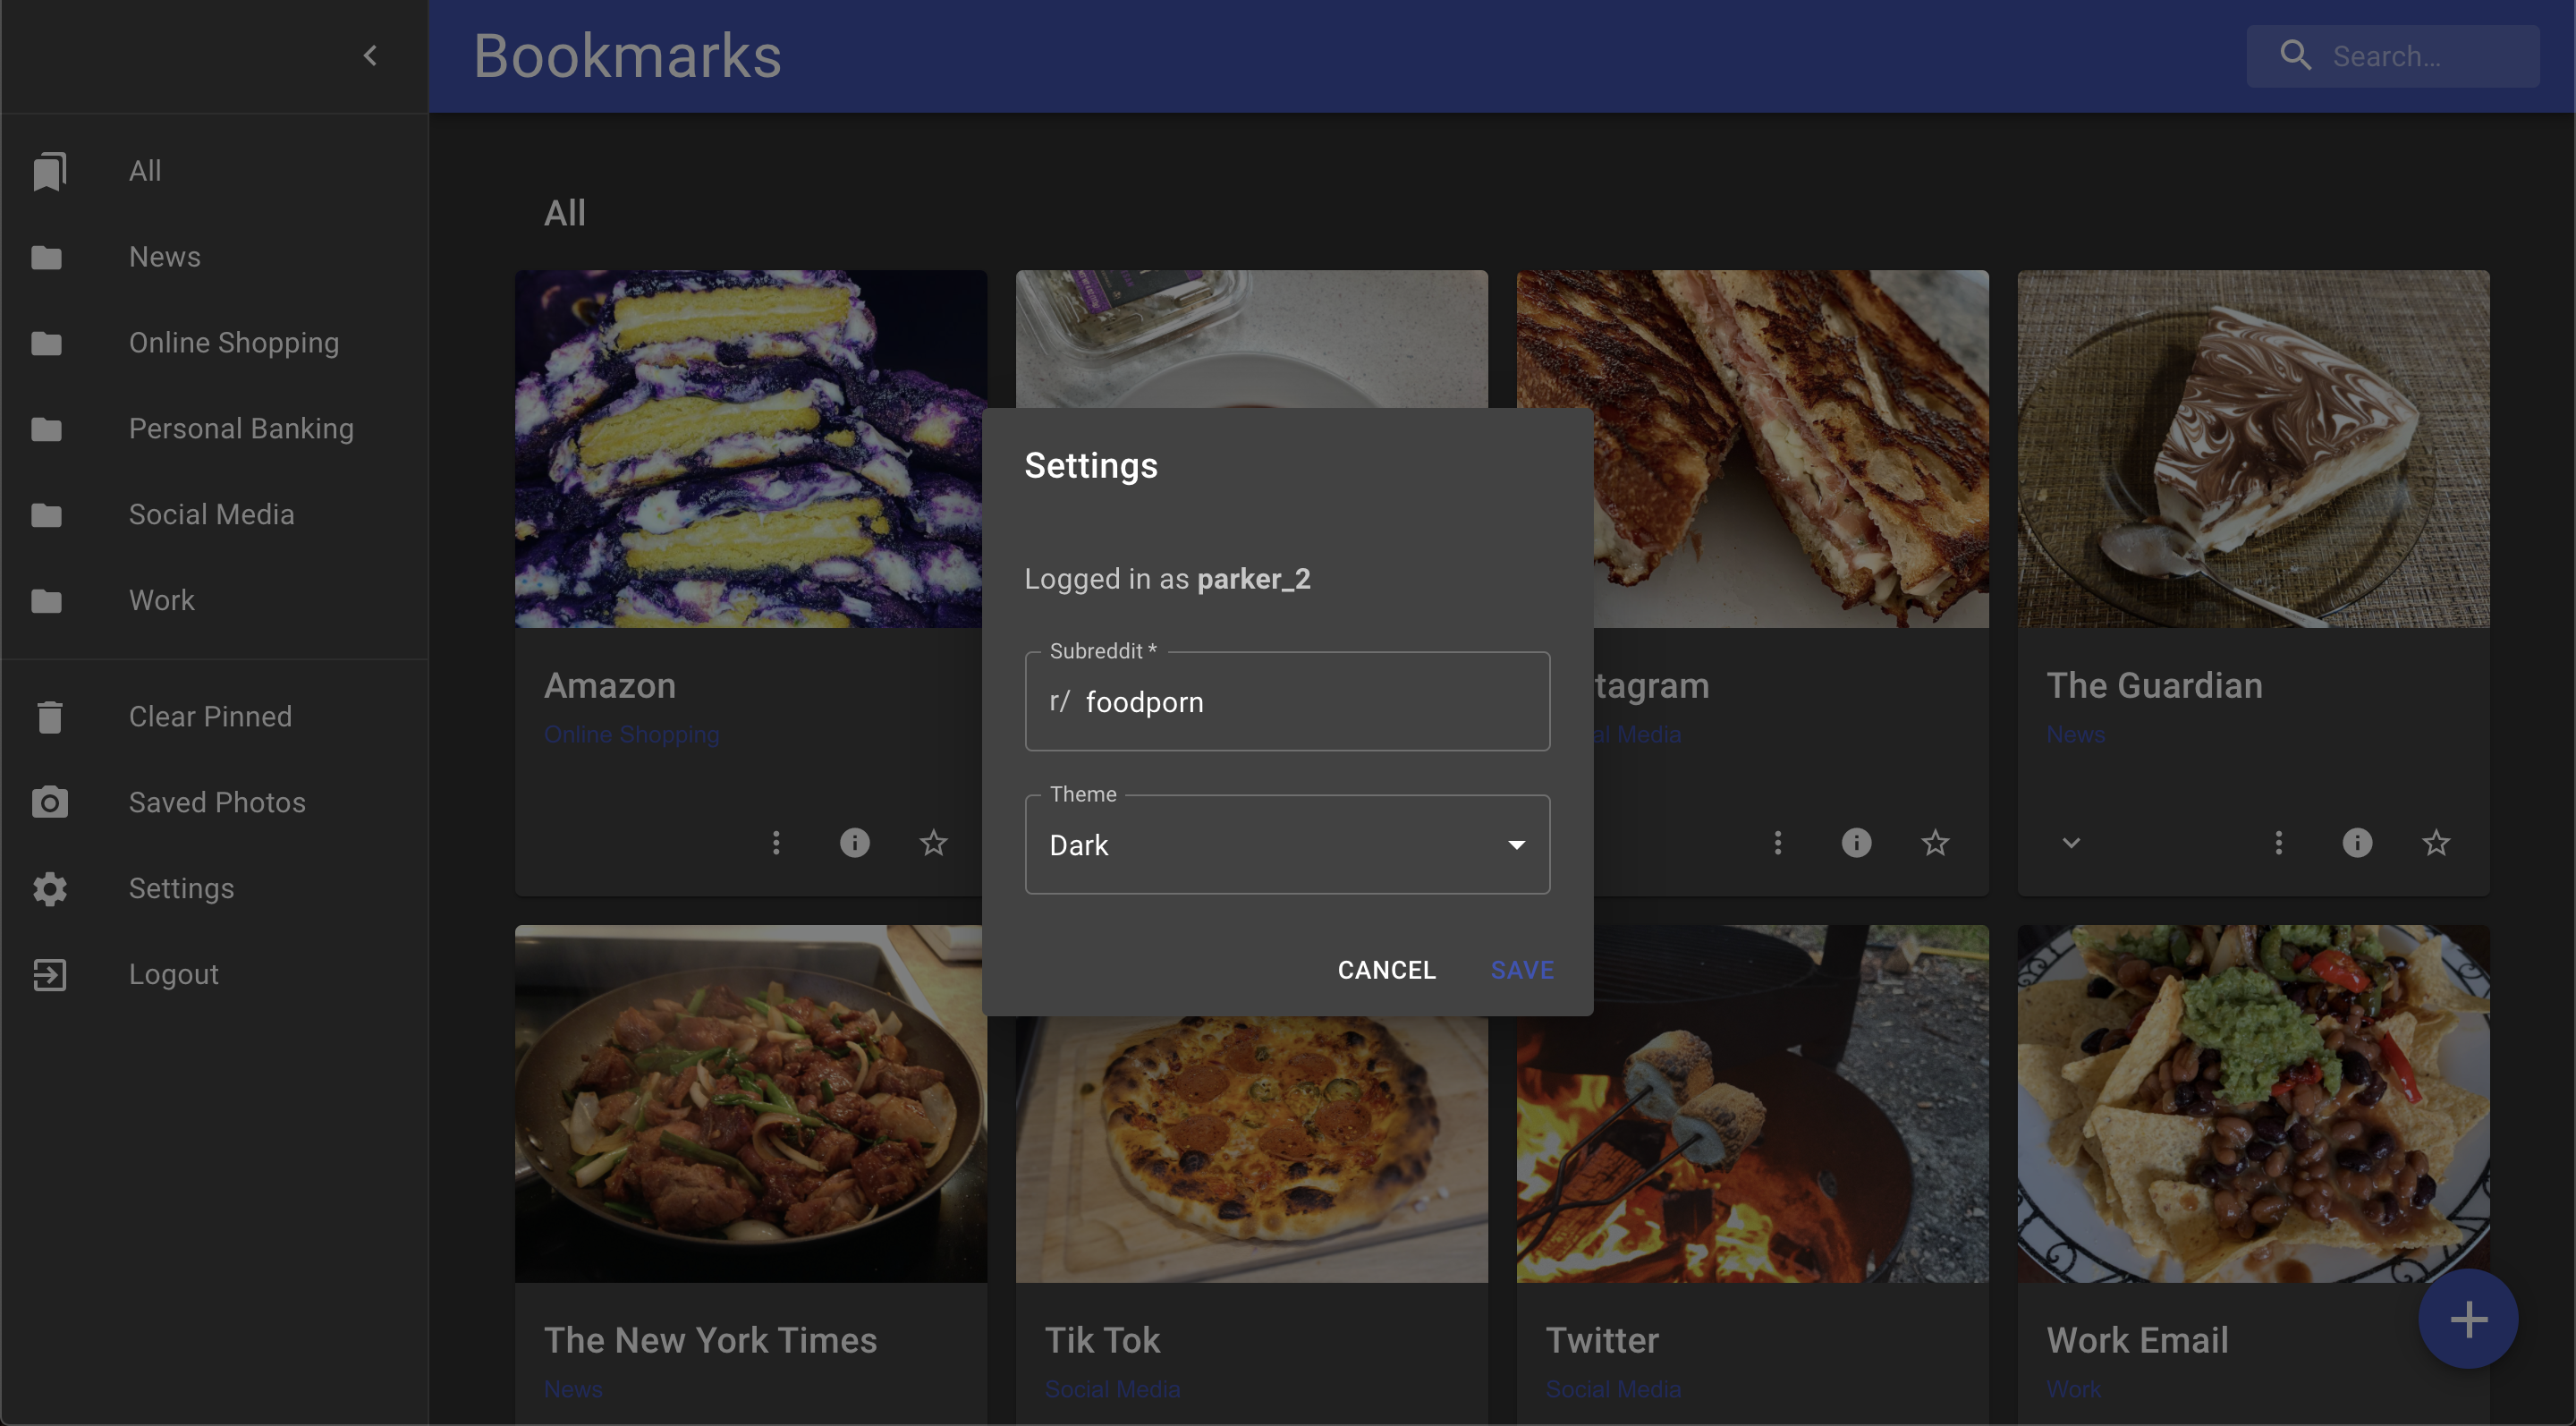 Bookmarks
Search...
All
News
Online Shopping
Personal Banking
Social Media
Work
Clear Pinned
Saved Photos
Settings
Logout
All
Amazon
Online Shopping
tagram
al Media
The Guardian
News
Settings
Logged in as parker_2
Subreddit *
r/ foodporn
Theme
Dark
CANCEL SAVE
The New York Times
News
Tik Tok
Social Media
Twitter
Social Media
Work Email
Work